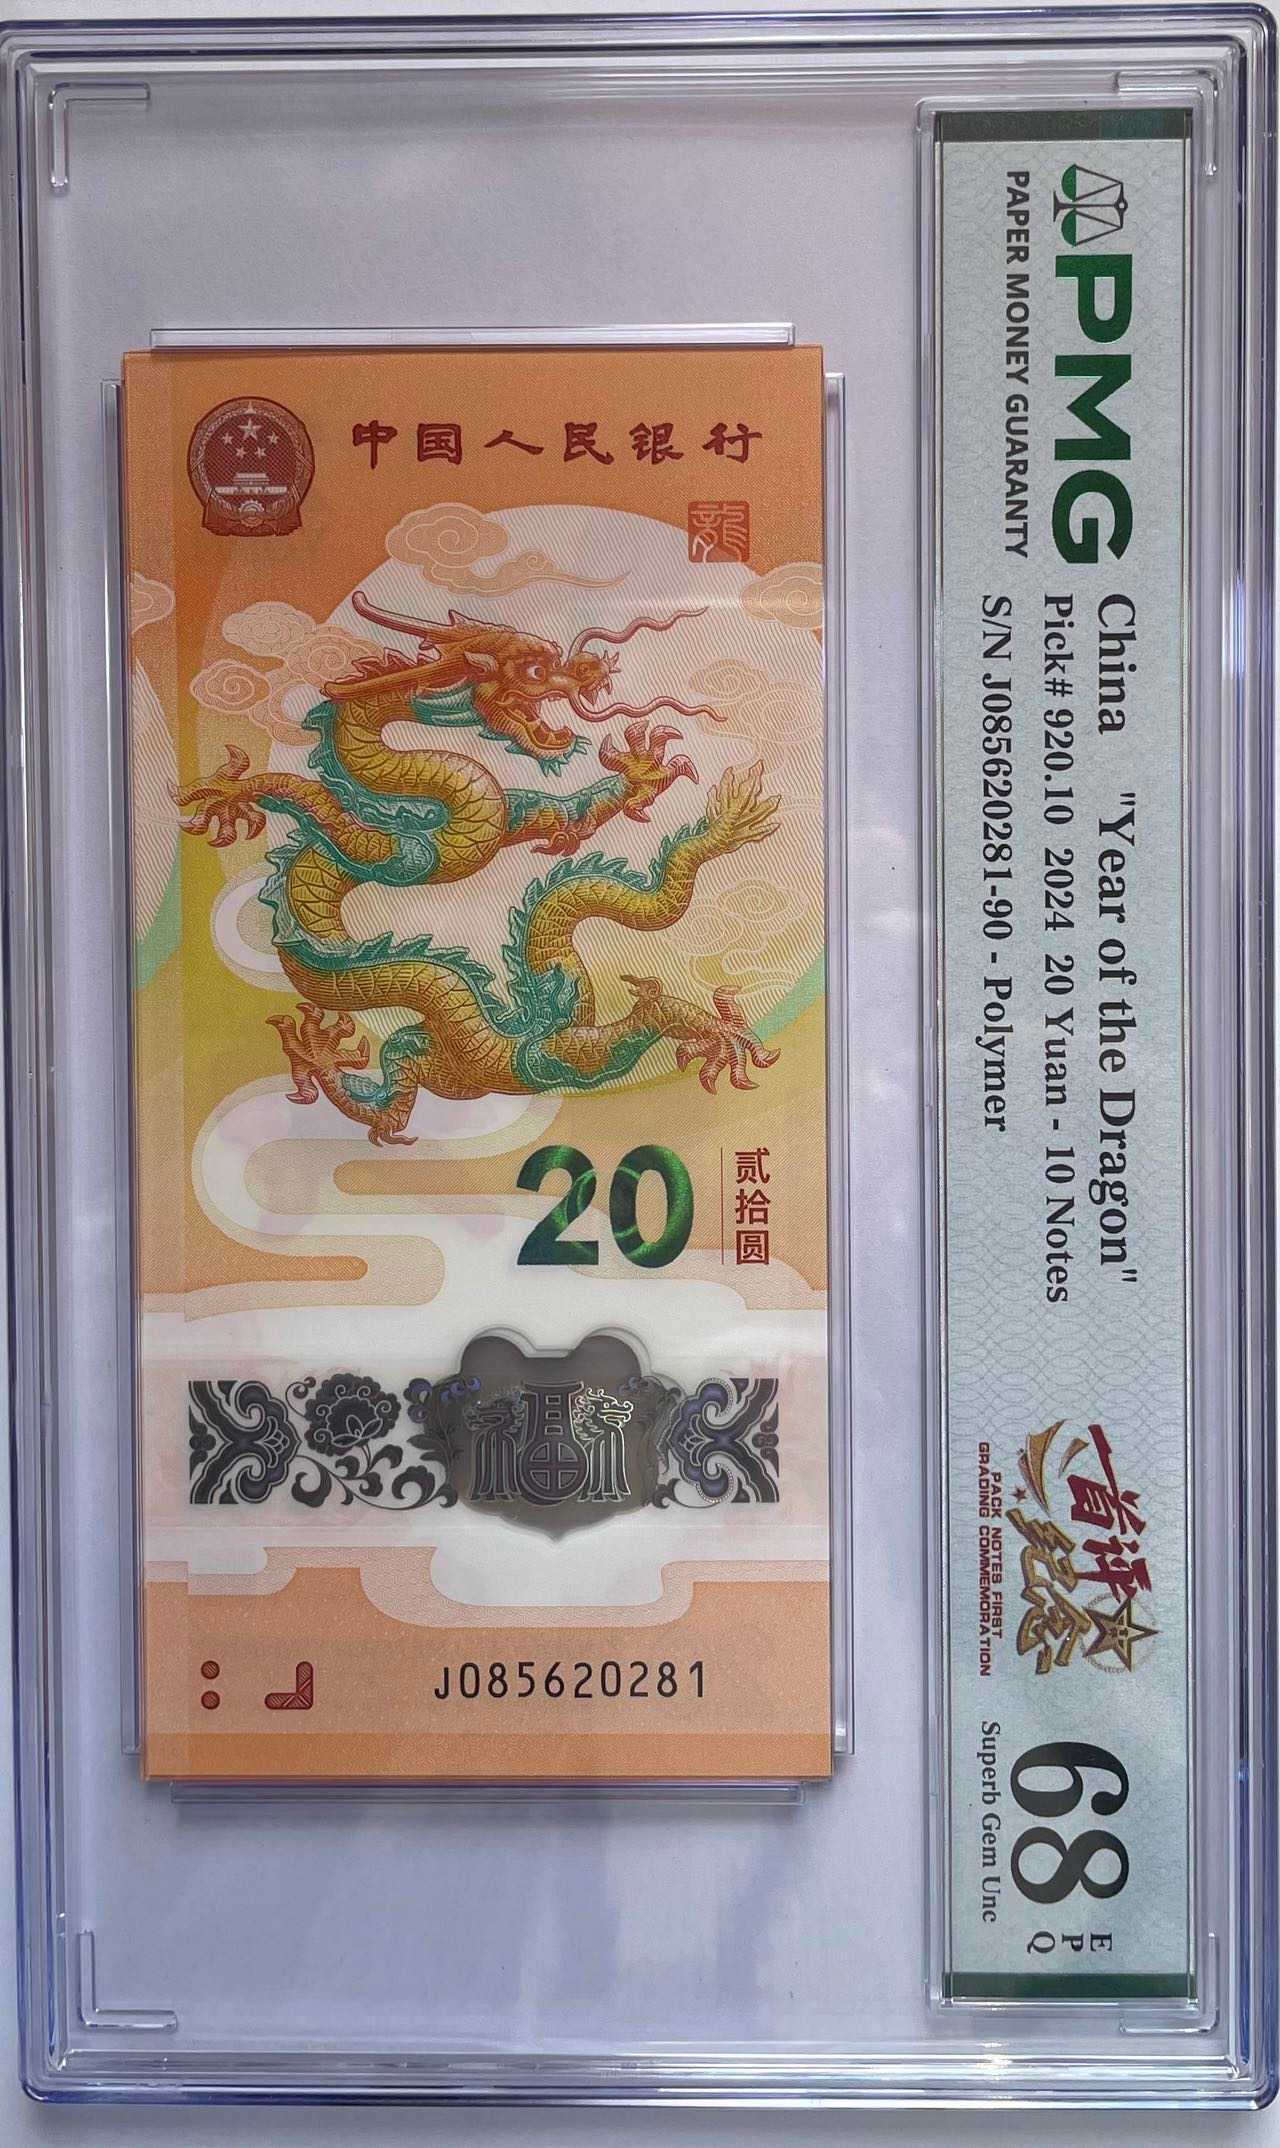 PMG
PAPER MONEY GUARANTY
China "Year of the Dragon"
Pick# 920.10 2024 20 Yuan - 10 Notes
S/N J085620281-90 - Polymer
首评
纪念
PACK NOTES FIRST
GRADING COMMEMORATION
68
EPQ
Superb Gem Unc
中国人民银行
龍
20
贰拾圆
福
J085620281